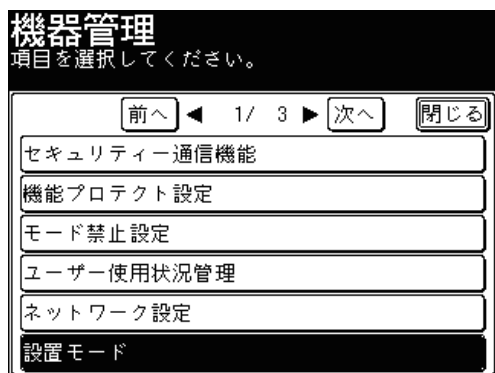 機器管理
項目を選択してください。
前へ ◀ 1/ 3 ▶ 次へ 閉じる
セキュリティー通信機能
機能プロテクト設定
モード禁止設定
ユーザー使用状況管理
ネットワーク設定
設置モード